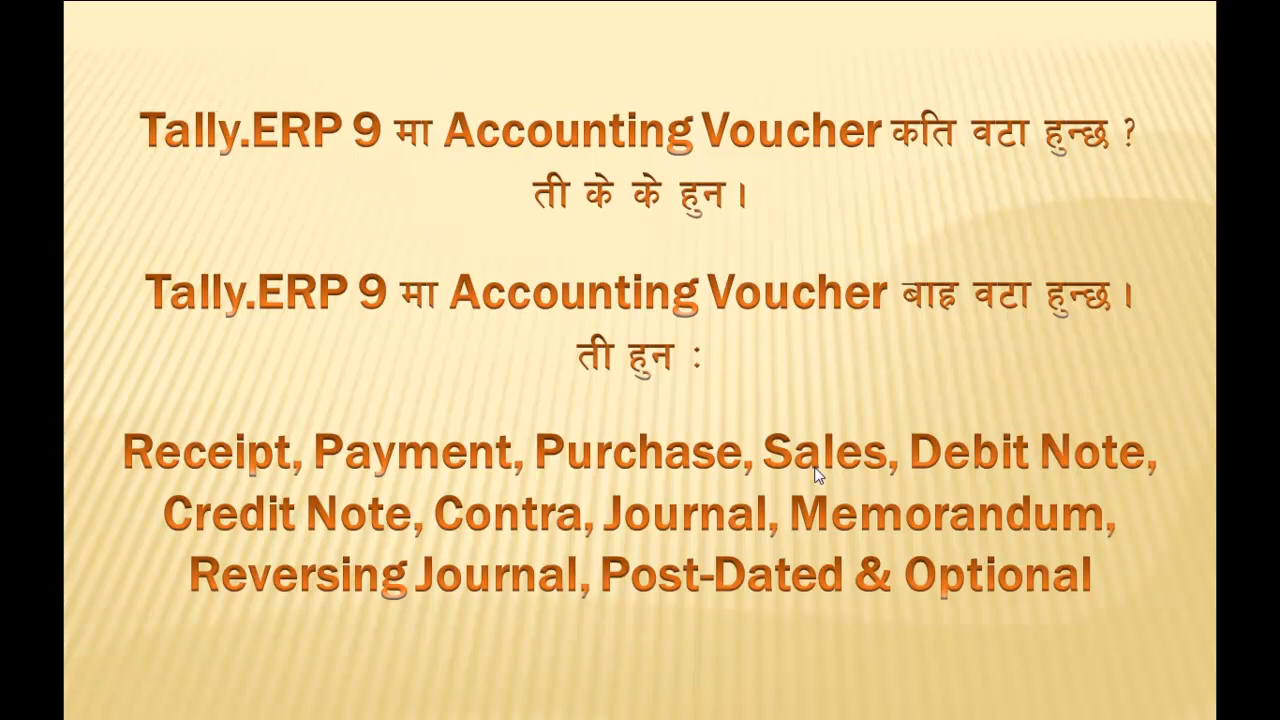 Tally.ERP 9 मा Accounting Voucher कति वटा हुन्छ ?
ती के के हुन ।
Tally.ERP 9 मा Accounting Voucher बाह्र वटा हुन्छ ।
ती हुन :
Receipt, Payment, Purchase, Sales, Debit Note,
Credit Note, Contra, Journal, Memorandum,
Reversing Journal, Post-Dated & Optional